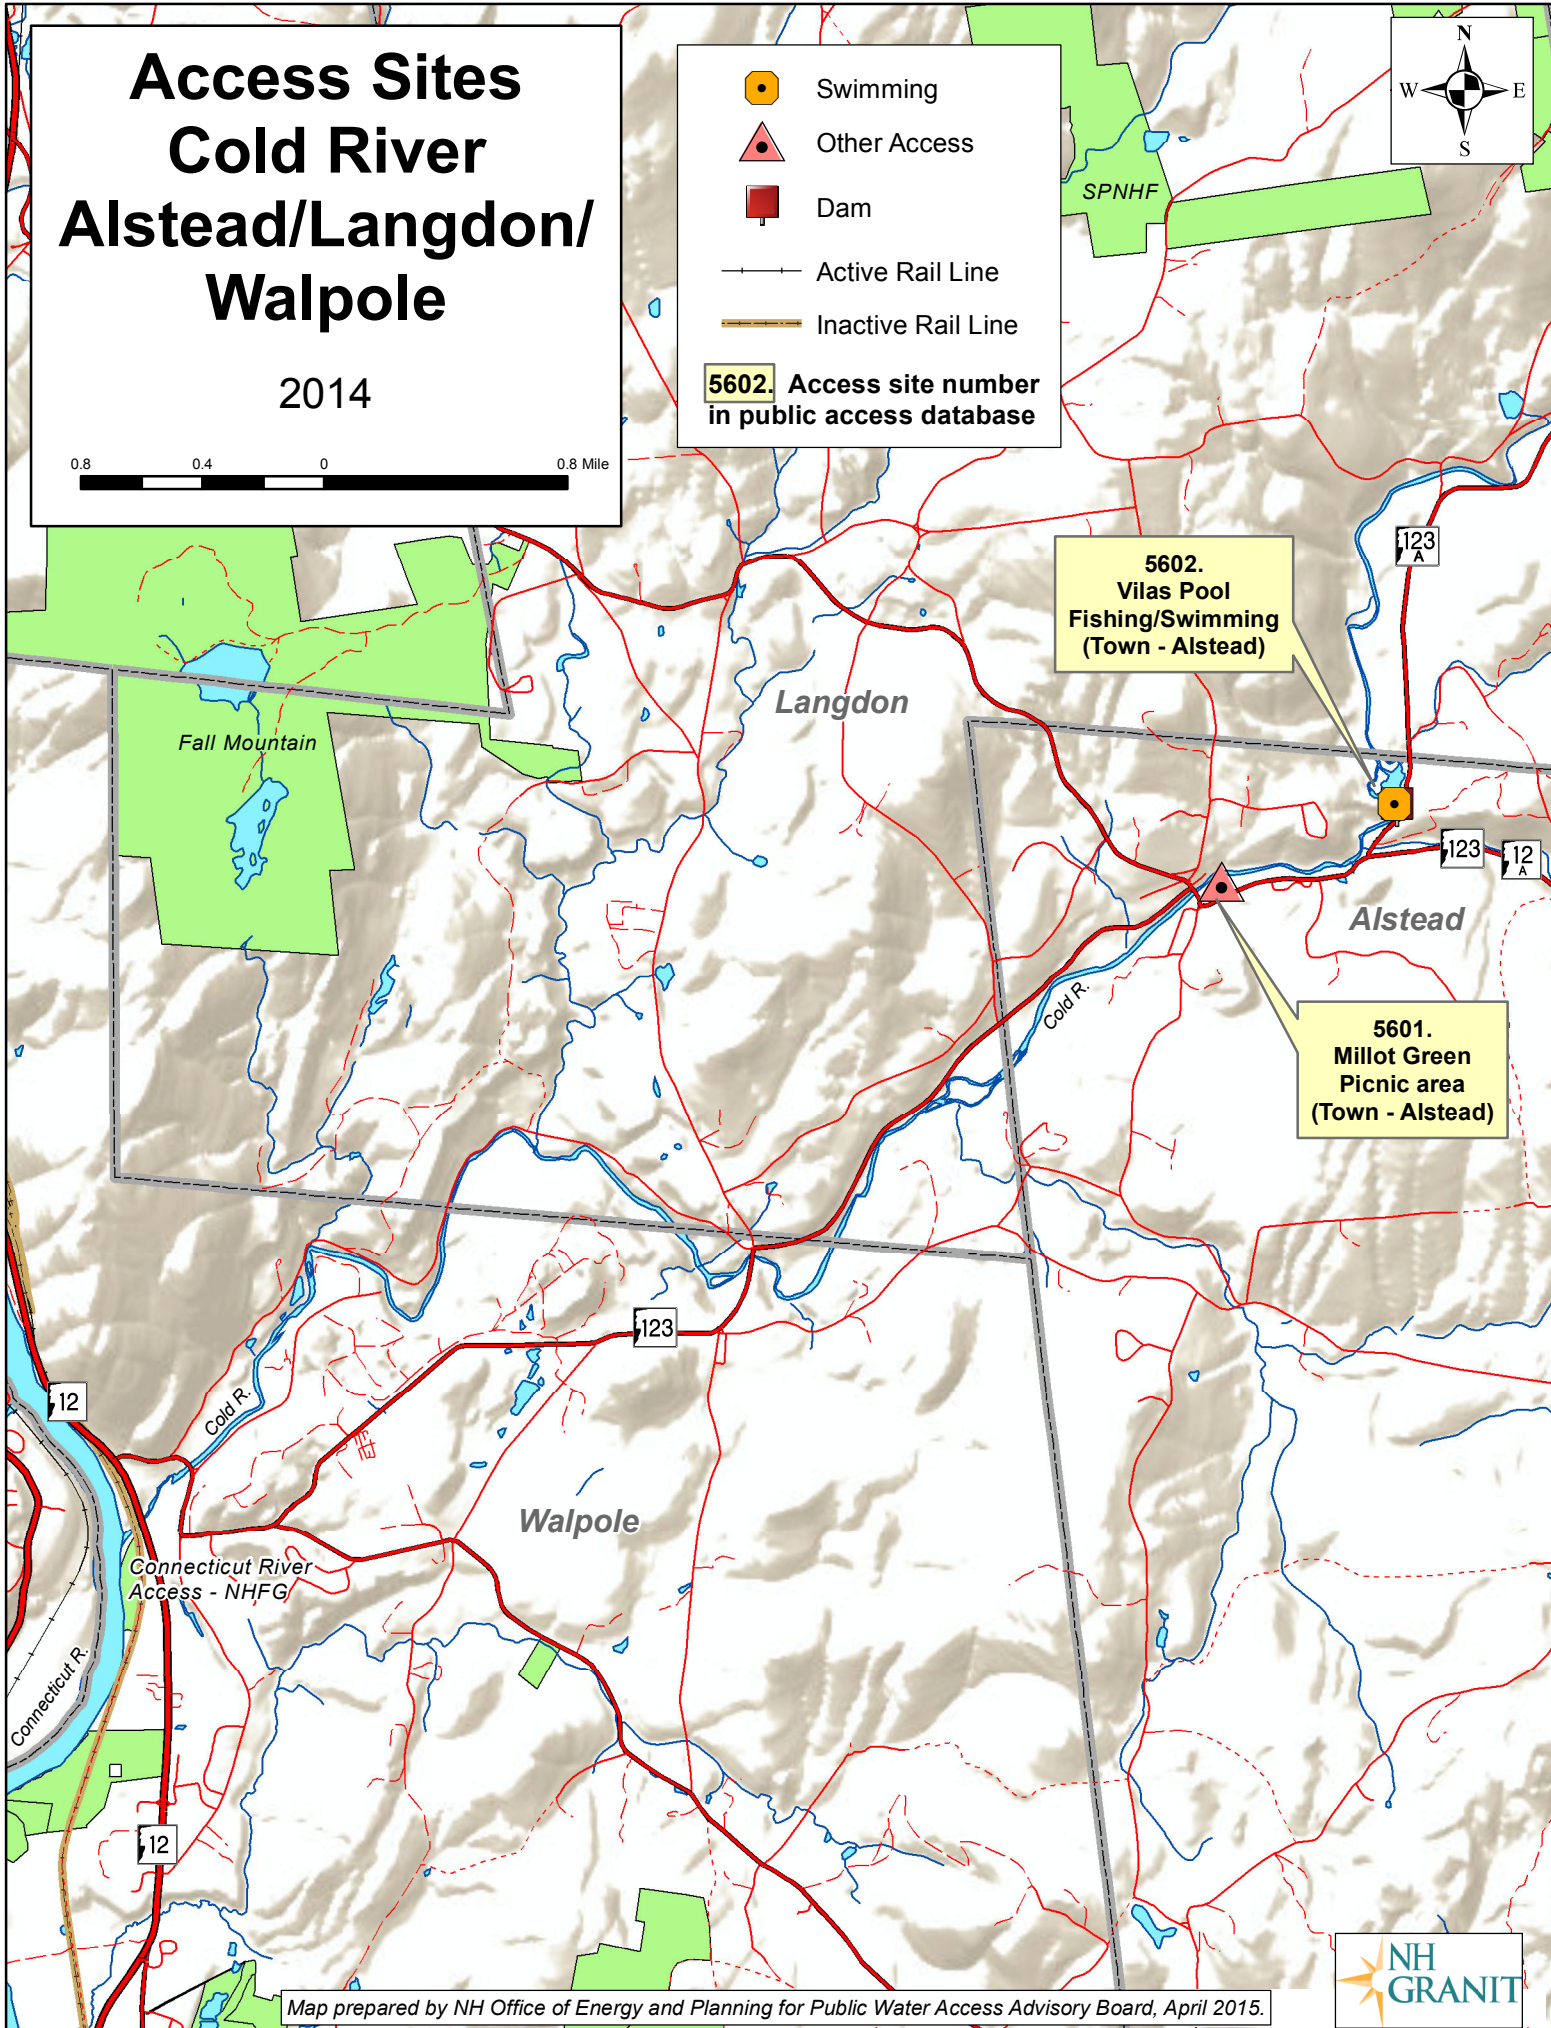 Access Sites
Cold River
Alstead/Langdon/
Walpole
2014
0.8 0.4 0 0.8 Mile
Swimming
Other Access
Dam
Active Rail Line
Inactive Rail Line
5602. Access site number
in public access database
N
W E
S
SPNHF
123
A
5602.
Vilas Pool
Fishing/Swimming
(Town - Alstead)
Langdon
Fall Mountain
123
12
A
Alstead
Cold R.
5601.
Millot Green
Picnic area
(Town - Alstead)
123
12
Cold R.
Walpole
Connecticut River
Access - NHFG
Connecticut R.
12
NH
GRANIT
Map prepared by NH Office of Energy and Planning for Public Water Access Advisory Board, April 2015.